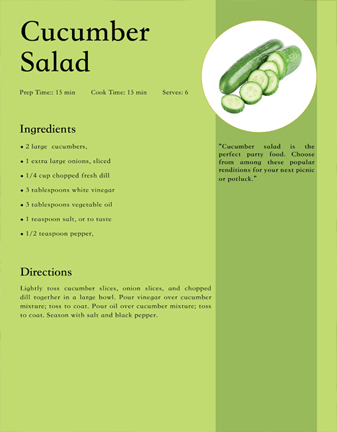 Cucumber
Salad
Prep Time:: 15 min Cook Time: 15 min Serves: 6
"Cucumber salad is the
perfect party food. Choose
from among these popular
renditions for your next picnic
or potluck."
Ingredients
• 2 large cucumbers,
• 1 extra large onions, sliced
• 1/4 cup chopped fresh dill
• 3 tablespoons white vinegar
• 3 tablespoons vegetable oil
• 1 teaspoon salt, or to taste
• 1/2 teaspoon pepper,
Directions
Lightly toss cucumber slices, onion slices, and chopped
dill together in a large bowl. Pour vinegar over cucumber
mixture; toss to coat. Pour oil over cucumber mixture; toss
to coat. Season with salt and black pepper.